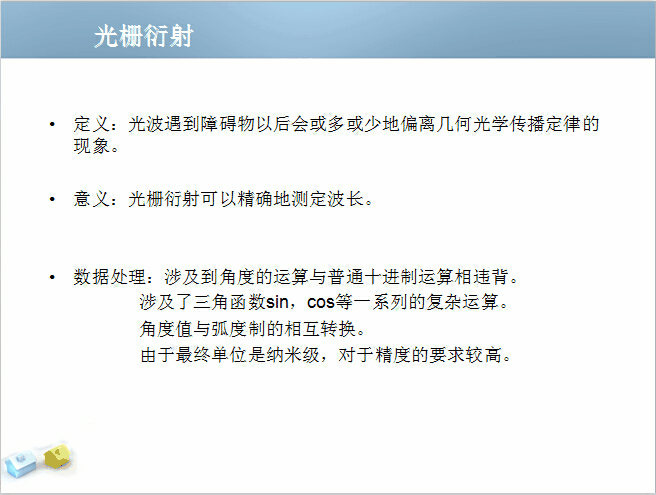 光栅衍射
• 定义：光波遇到障碍物以后会或多或少地偏离几何光学传播定律的
现象。
• 意义：光栅衍射可以精确地测定波长。
• 数据处理：涉及到角度的运算与普通十进制运算相违背。
涉及了三角函数sin，cos等一系列的复杂运算。
角度值与弧度制的相互转换。
由于最终单位是纳米级，对于精度的要求较高。